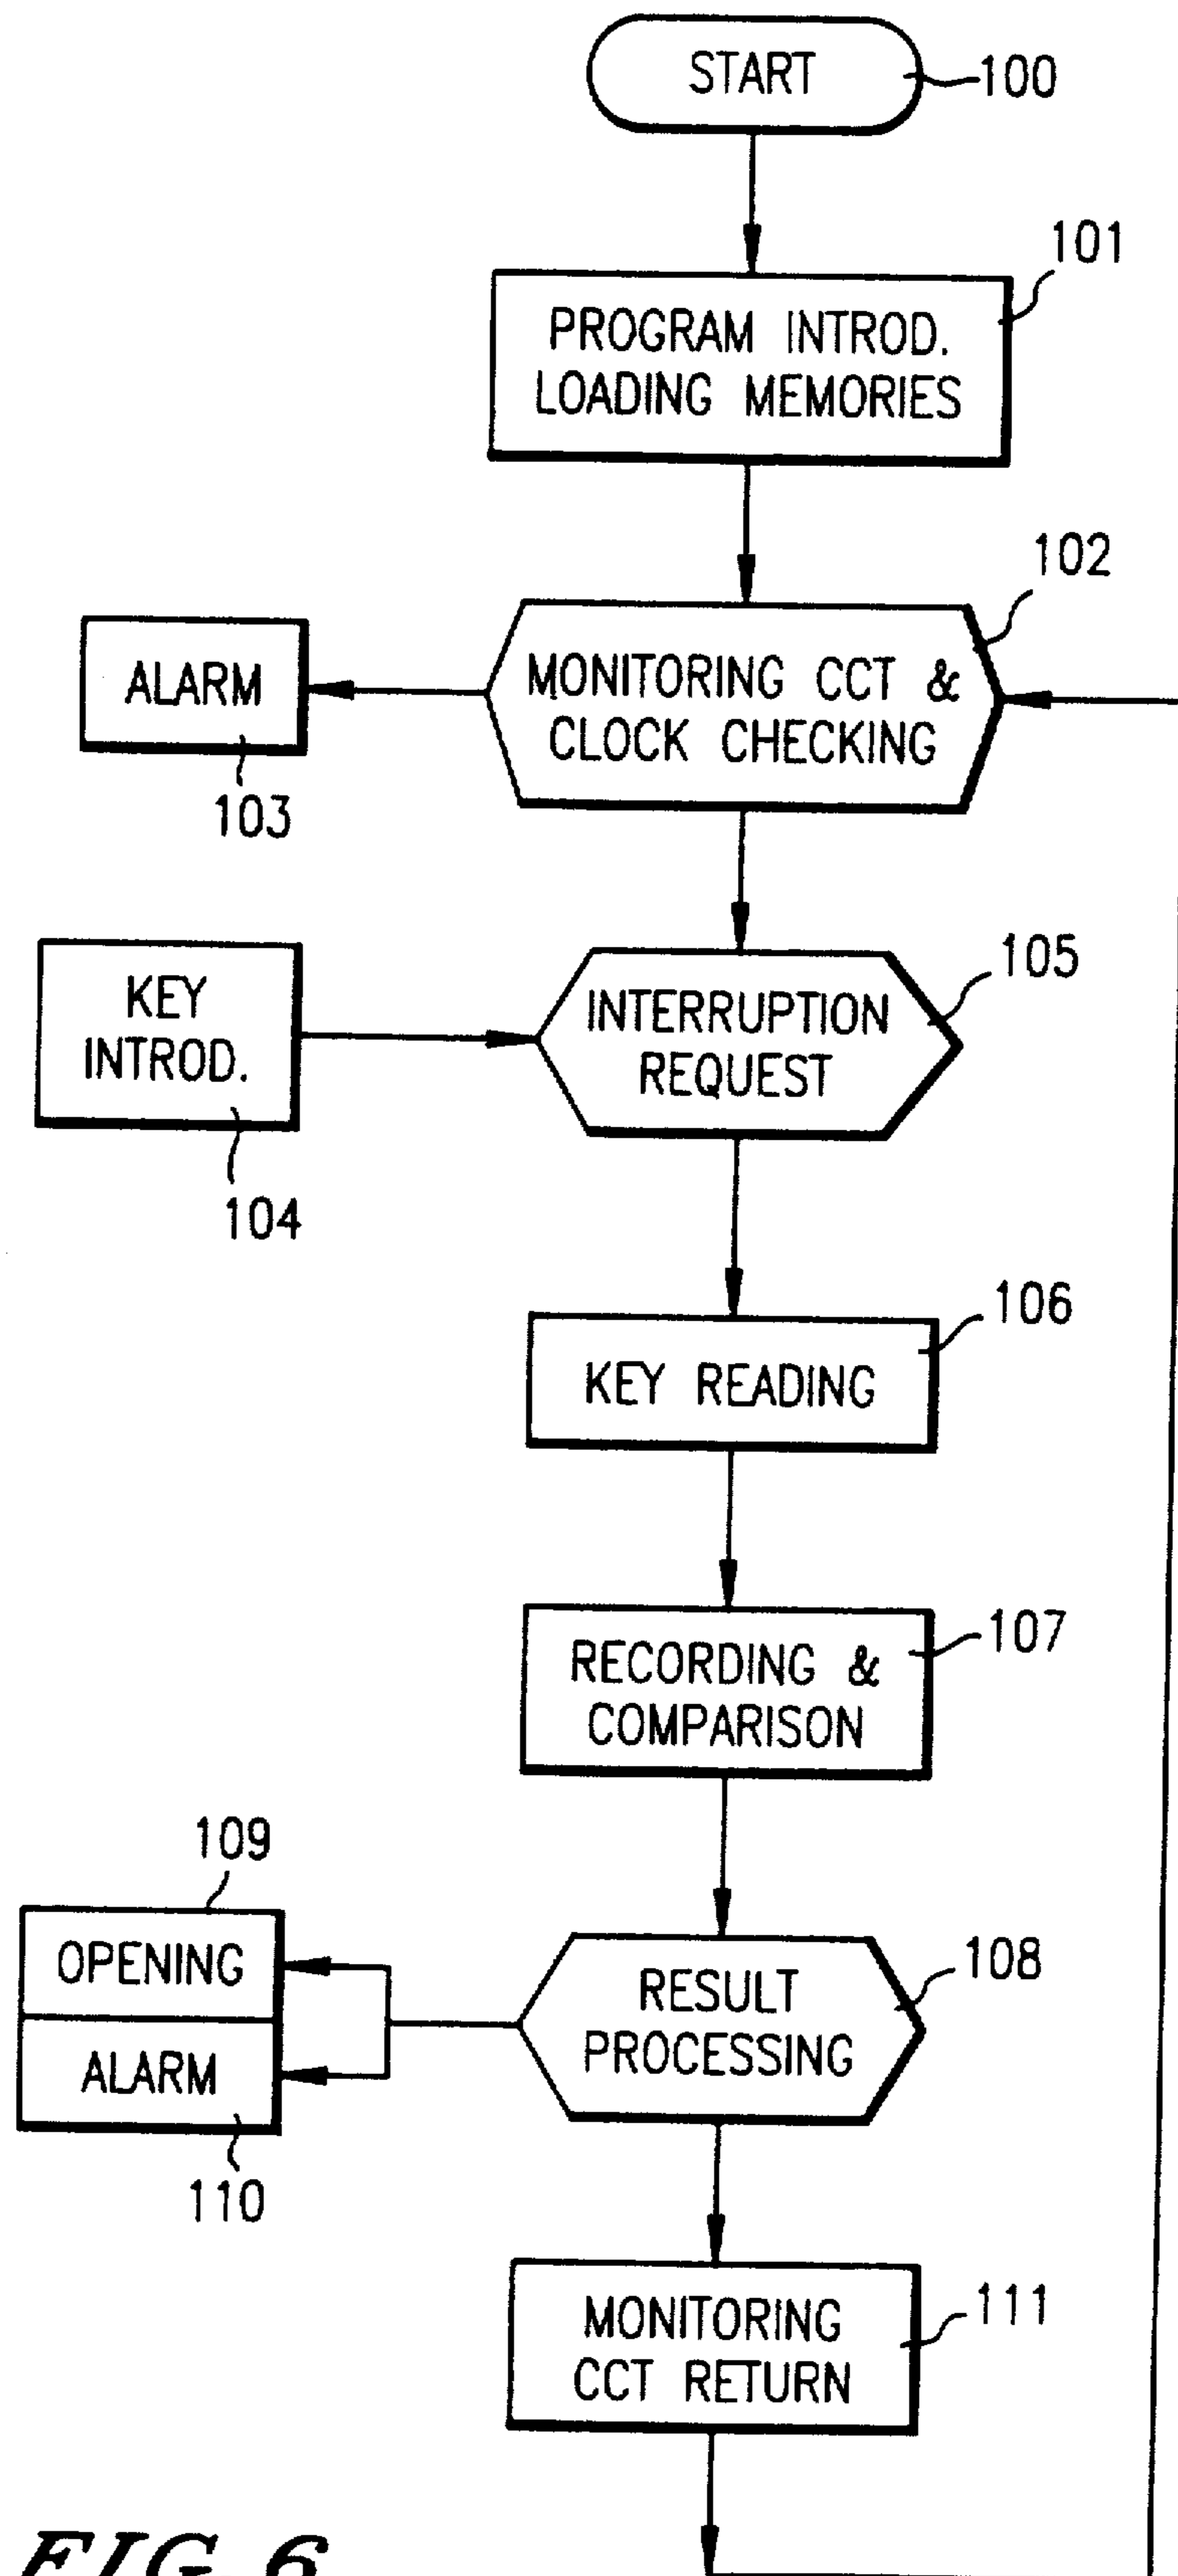 START
100
101
PROGRAM INTROD.
LOADING MEMORIES
102
ALARM
103
MONITORING CCT &
CLOCK CHECKING
KEY
INTROD.
104
105
INTERRUPTION
REQUEST
106
KEY READING
107
RECORDING &
COMPARISON
109
OPENING
ALARM
110
108
RESULT
PROCESSING
111
MONITORING
CCT RETURN
FIG. 6